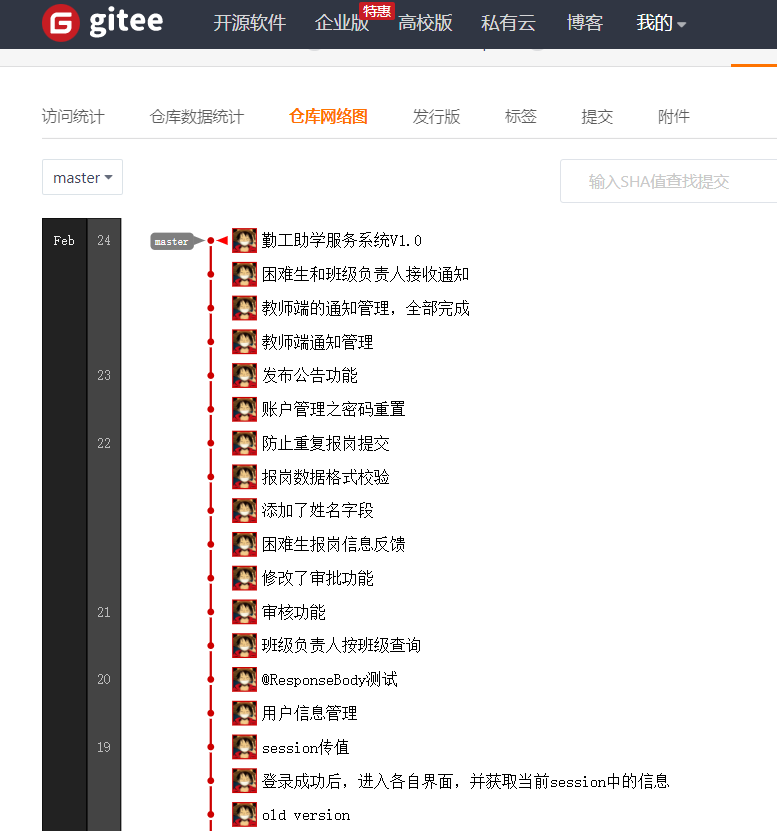 gitee 开源软件 企业版 特惠 高校版 私有云 博客 我的
访问统计 仓库数据统计 仓库网络图 发行版 标签 提交 附件
master 输入SHA值查找提交
Feb 24 master 勤工助学服务系统V1.0
困难生和班级负责人接收通知
教师端的通知管理，全部完成
教师端通知管理
23 发布公告功能
账户管理之密码重置
22 防止重复报岗提交
报岗数据格式校验
添加了姓名字段
困难生报岗信息反馈
修改了审批功能
21 审核功能
班级负责人按班级查询
20 @ResponseBody测试
用户信息管理
19 session传值
登录成功后，进入各自界面，并获取当前session中的信息
old version